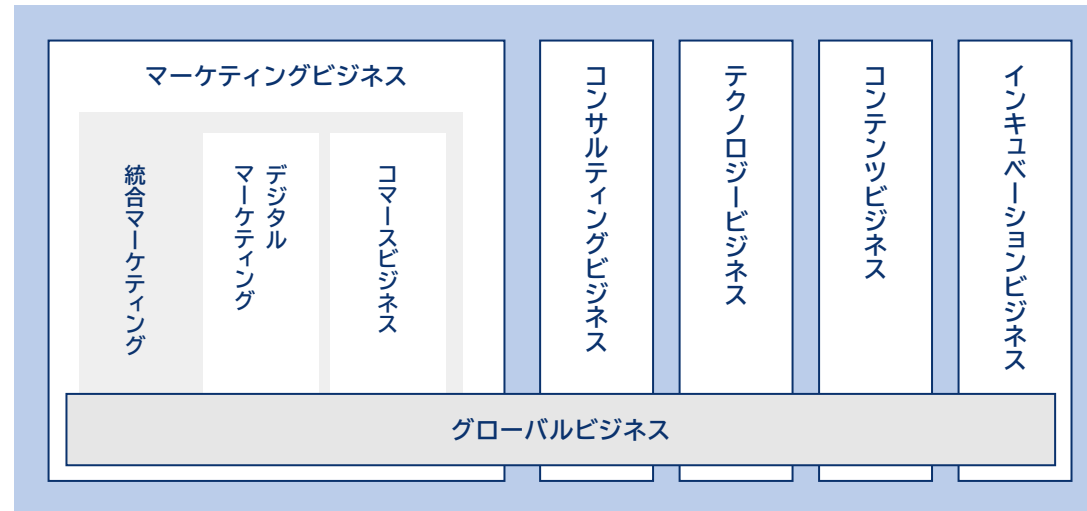 マーケティングビジネス
統合マーケティング
デジタル
マーケティング
コマースビジネス
コンサルティングビジネス
テクノロジービジネス
コンテンツビジネス
インキュベーションビジネス
グローバルビジネス